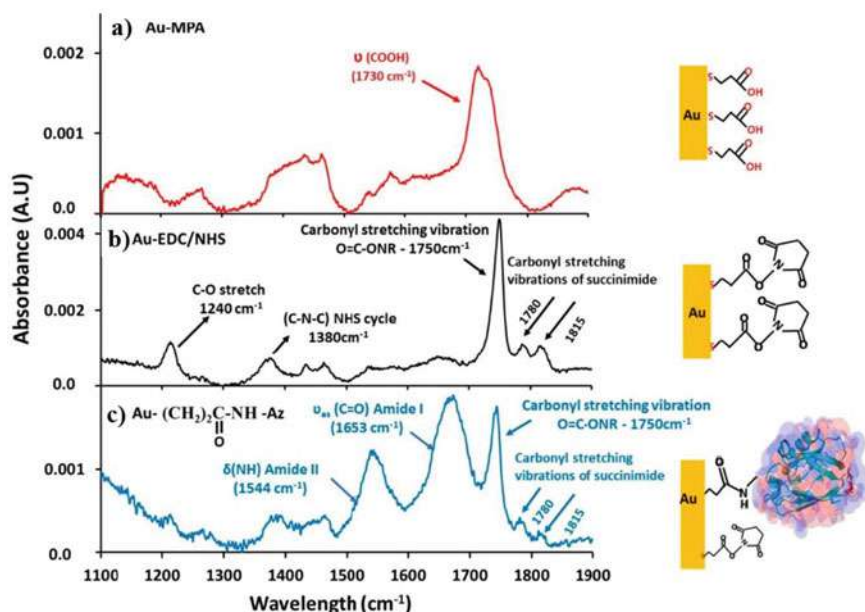 a) Au-MPA
υ (COOH)
(1730 cm⁻¹)
0.002
0.001
0.0
Au
S
O
OH
S
O
OH
S
O
OH
b) Au-EDC/NHS
Carbonyl stretching vibration
O=C-ONR - 1750cm⁻¹
Carbonyl stretching
vibrations of succinimide
1780
1815
C-O stretch
1240 cm⁻¹
(C-N-C) NHS cycle
1380cm⁻¹
0.004
0.002
0.0
Au
S
O
O
N
O
O
S
O
O
N
O
O
c) Au- (CH₂)₂C-NH -Az
O
υas (C=O) Amide I
(1653 cm⁻¹)
δ(NH) Amide II
(1544 cm⁻¹)
Carbonyl stretching vibration
O=C-ONR - 1750cm⁻¹
Carbonyl stretching
vibrations of succinimide
1780
1815
0.001
0.0
Au
O
N
H
O
O
O
O
1100 1200 1300 1400 1500 1600 1700 1800 1900
Wavelength (cm⁻¹)
Absorbance (A.U)